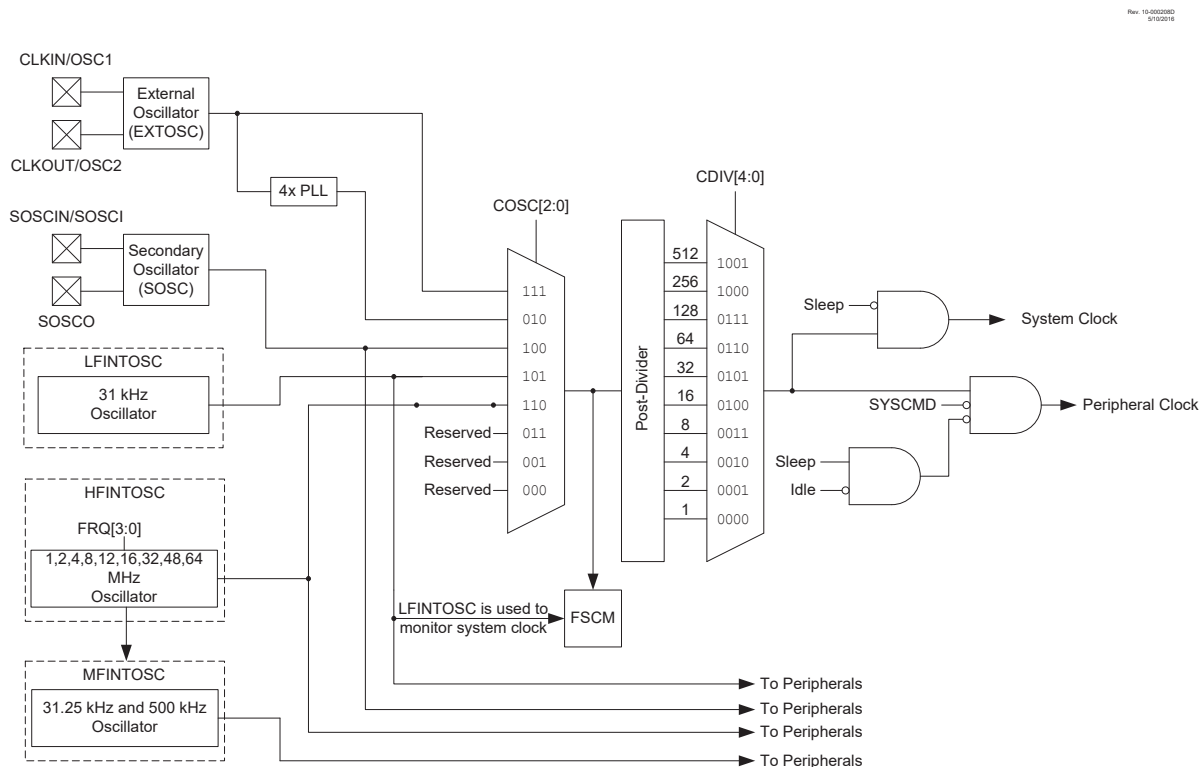 Rev. 10-000208D
5/10/2016
CLKIN/OSC1
External
Oscillator
(EXTOSC)
CLKOUT/OSC2
4x PLL
SOSCIN/SOSCI
Secondary
Oscillator
(SOSC)
SOSCO
LFINTOSC
31 kHz
Oscillator
HFINTOSC
FRQ[3:0]
1,2,4,8,12,16,32,48,64
MHz
Oscillator
MFINTOSC
31.25 kHz and 500 kHz
Oscillator
COSC[2:0]
111
010
100
101
110
Reserved 011
Reserved 001
Reserved 000
LFINTOSC is used to
monitor system clock
FSCM
Post-Divider
CDIV[4:0]
512 1001
256 1000
128 0111
64 0110
32 0101
16 0100
8 0011
4 0010
2 0001
1 0000
Sleep
System Clock
SYSCMD
Peripheral Clock
Sleep
Idle
To Peripherals
To Peripherals
To Peripherals
To Peripherals